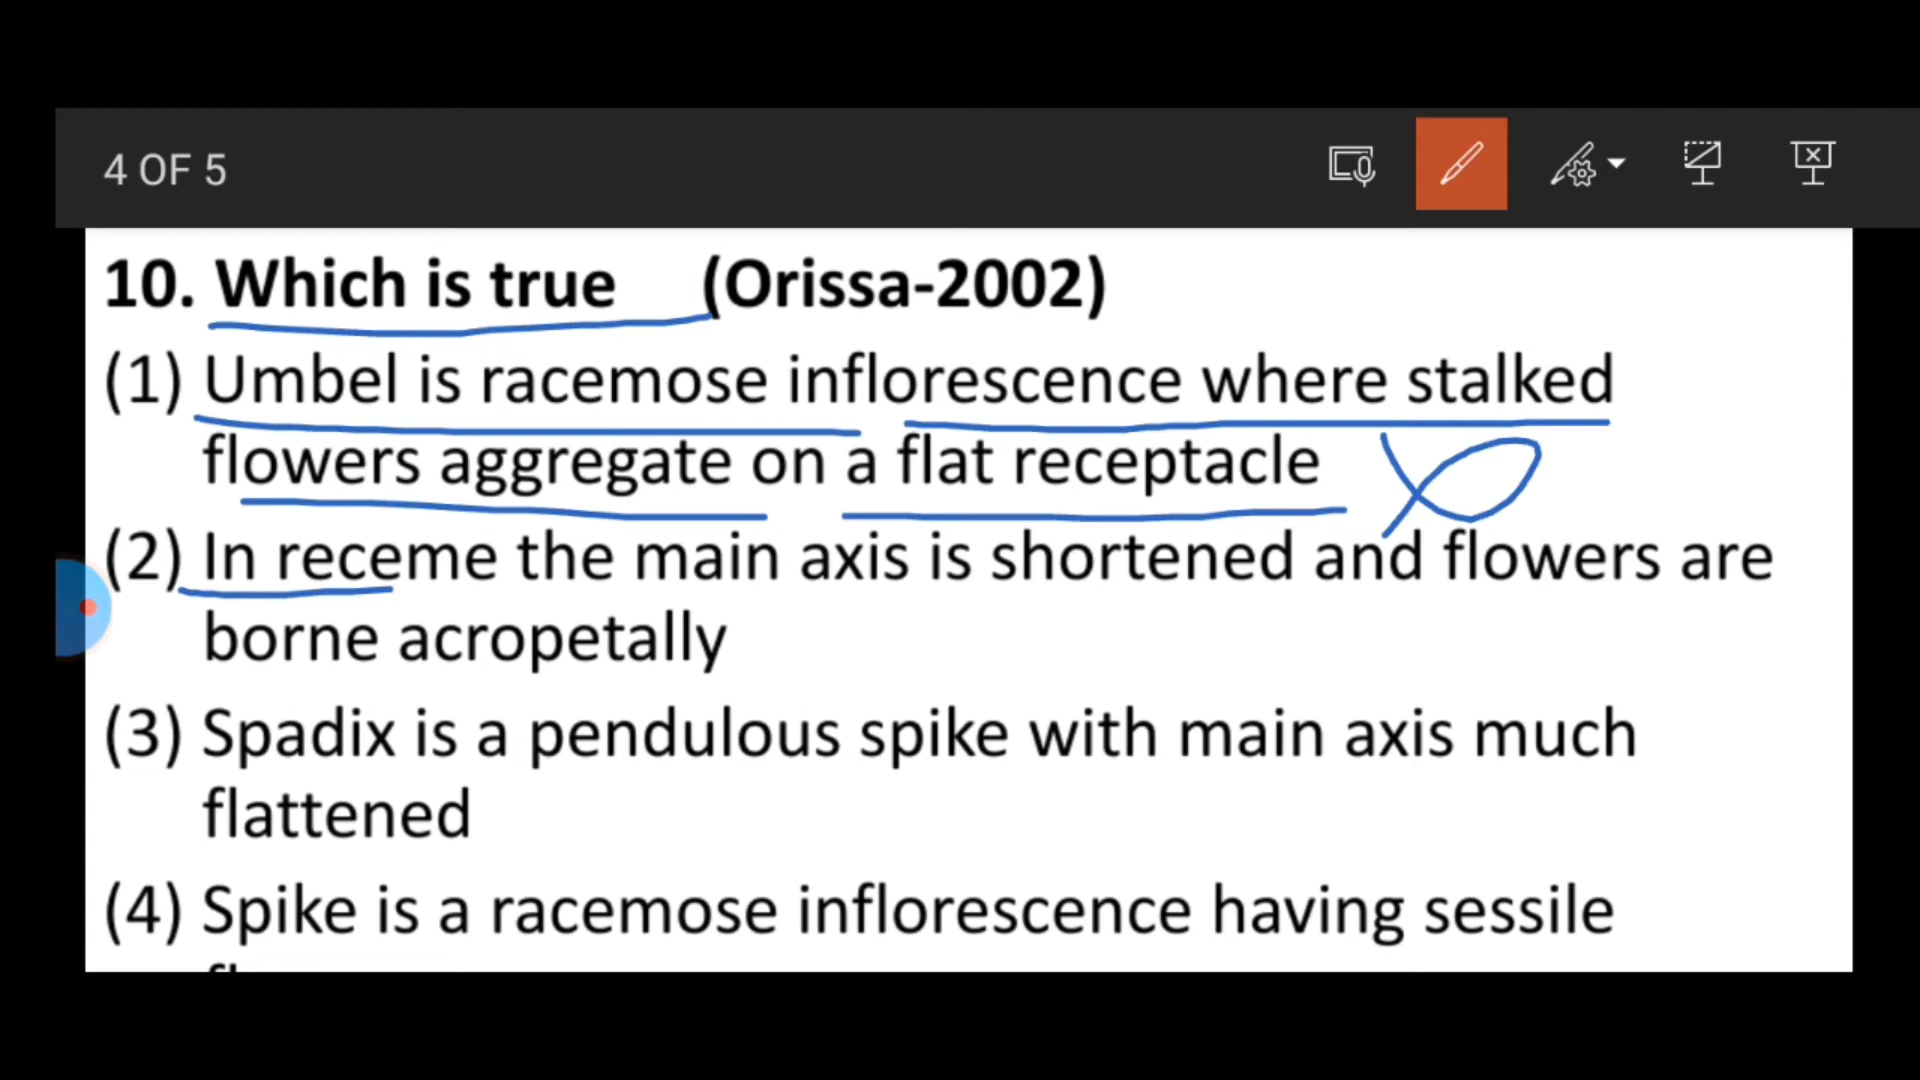 4 OF 5
10. Which is true (Orissa-2002)
(1) Umbel is racemose inflorescence where stalked
flowers aggregate on a flat receptacle
(2) In receme the main axis is shortened and flowers are
borne acropetally
(3) Spadix is a pendulous spike with main axis much
flattened
(4) Spike is a racemose inflorescence having sessile